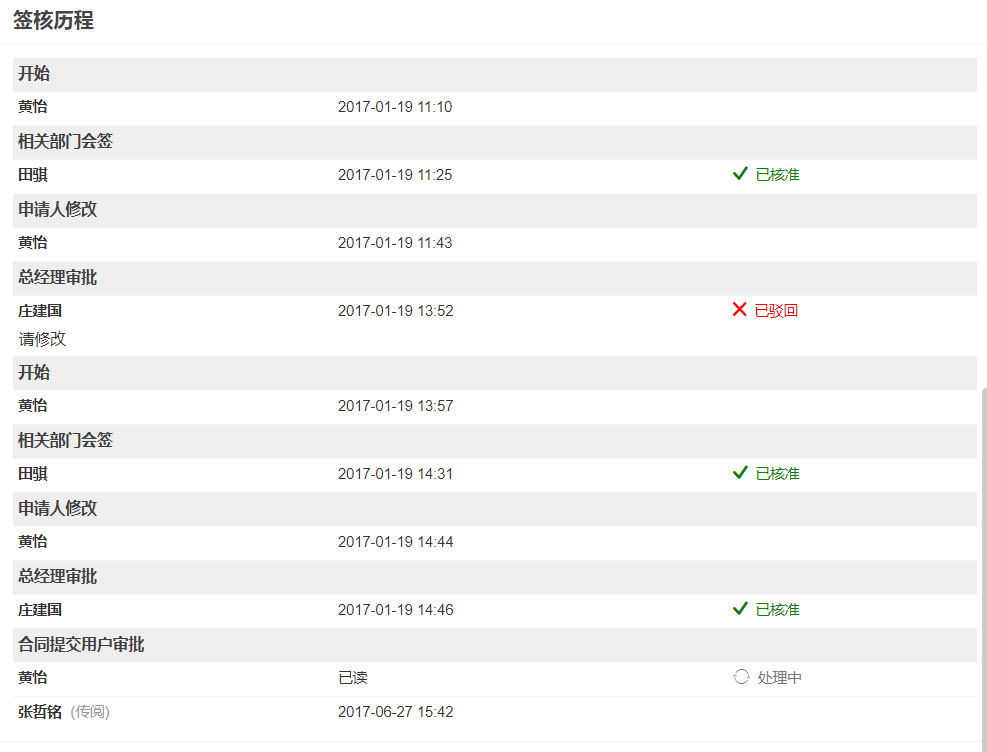 签核历程
开始
黄怡 2017-01-19 11:10
相关部门会签
田骐 2017-01-19 11:25 已核准
申请人修改
黄怡 2017-01-19 11:43
总经理审批
庄建国 2017-01-19 13:52 已驳回
请修改
开始
黄怡 2017-01-19 13:57
相关部门会签
田骐 2017-01-19 14:31 已核准
申请人修改
黄怡 2017-01-19 14:44
总经理审批
庄建国 2017-01-19 14:46 已核准
合同提交用户审批
黄怡 已读 处理中
张哲铭 (传阅) 2017-06-27 15:42